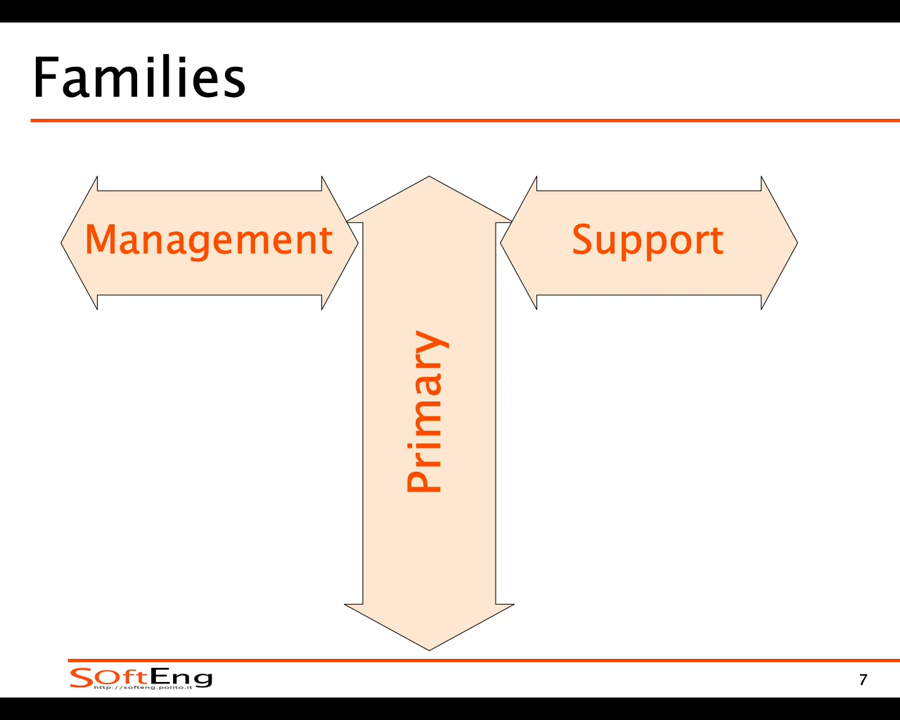 Families
Management
Support
Primary
SOftEng
http://softeng.polito.it
7